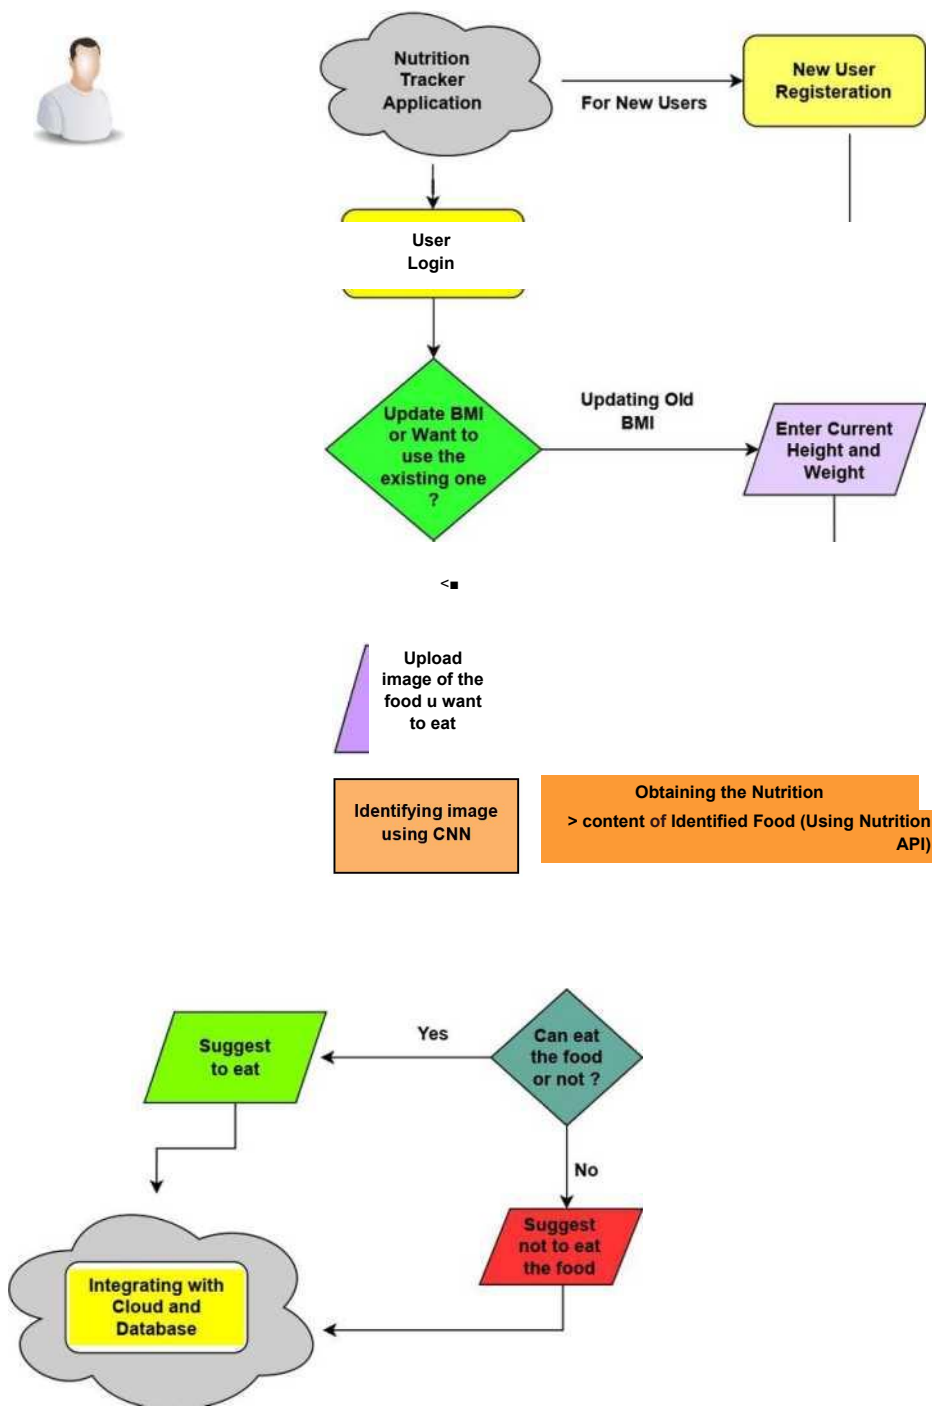 Nutrition
Tracker
Application
For New Users
New User
Registeration
User
Login
Update BMI
or Want to
use the
existing one
?
Updating Old
BMI
Enter Current
Height and
Weight
<■
Upload
image of the
food u want
to eat
Identifying image
using CNN
Obtaining the Nutrition
> content of Identified Food (Using Nutrition
API)
Suggest
to eat
Yes
Can eat
the food
or not ?
No
Suggest
not to eat
the food
Integrating with
Cloud and
Database